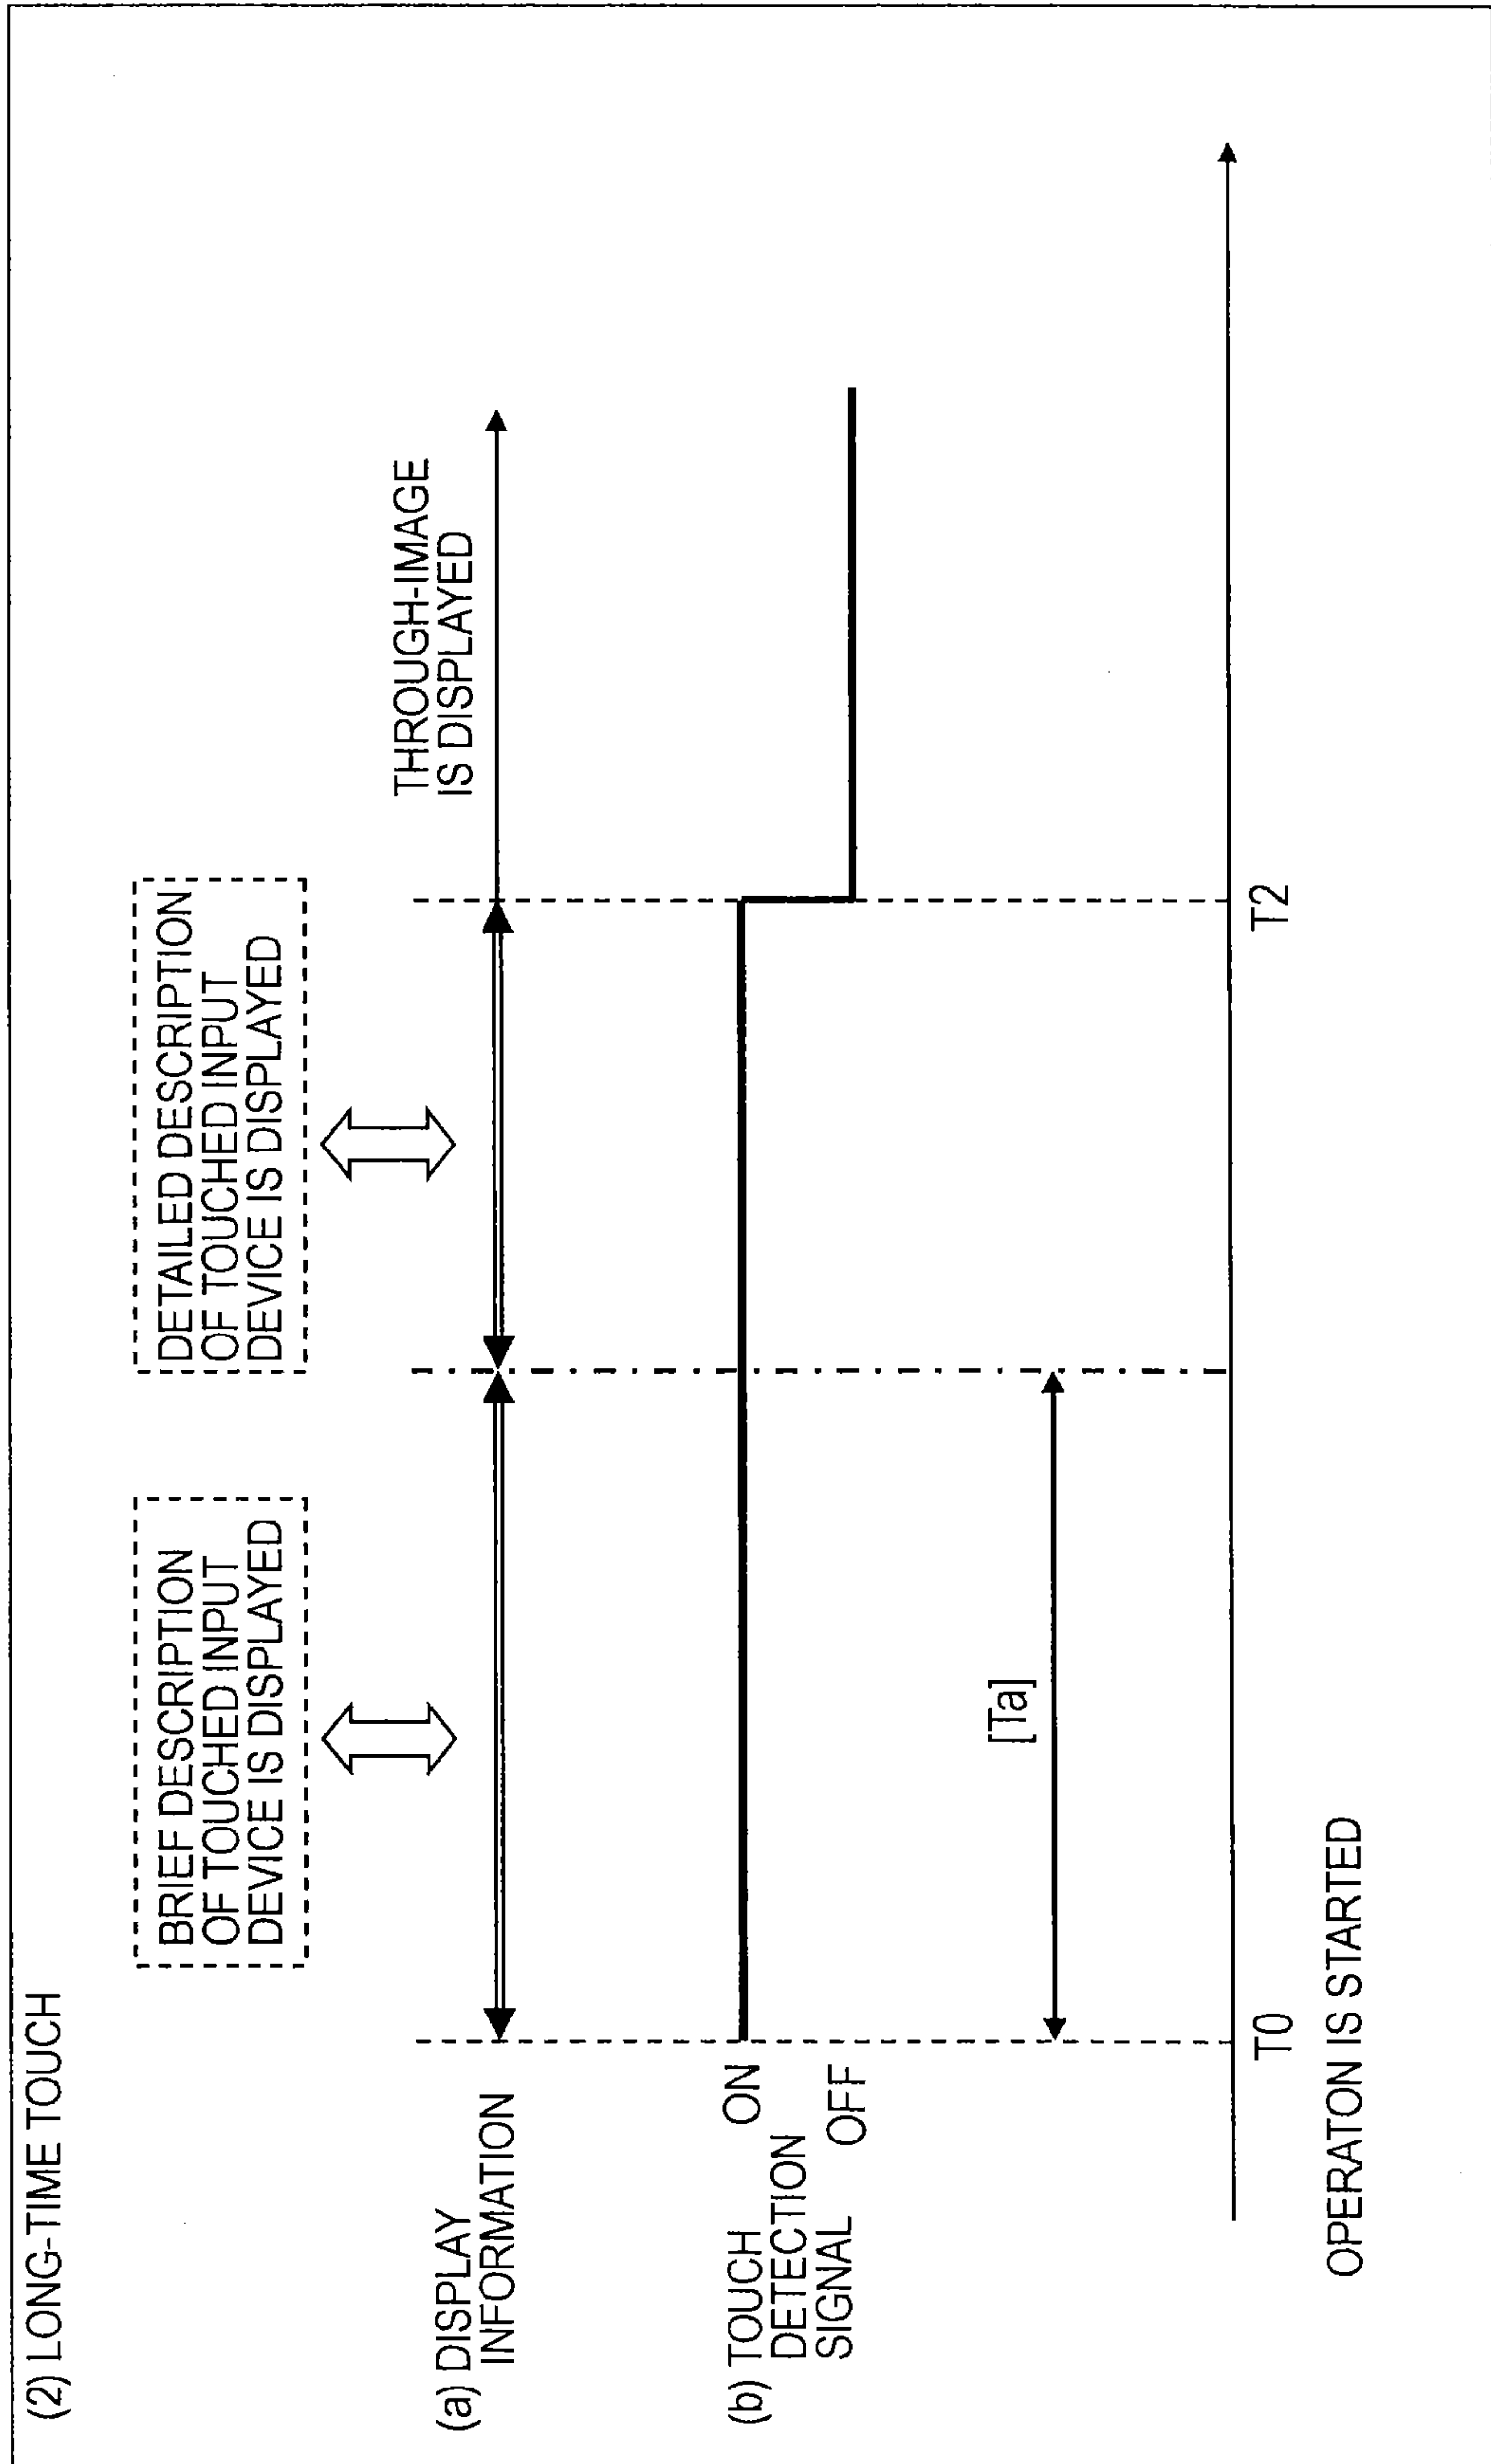 (2) LONG-TIME TOUCH
BRIEF DESCRIPTION
OF TOUCHED INPUT
DEVICE IS DISPLAYED
DETAILED DESCRIPTION
OF TOUCHED INPUT
DEVICE IS DISPLAYED
THROUGH-IMAGE
IS DISPLAYED
(a) DISPLAY
INFORMATION
(b) TOUCH
DETECTION
SIGNAL
ON
OFF
[Ta]
T0
T2
OPERATON IS STARTED